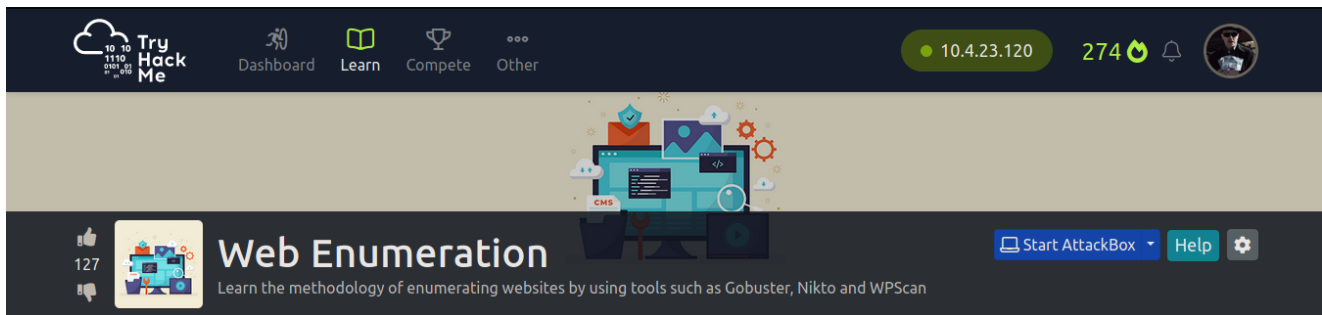 Try
Hack
Me
Dashboard
Learn
Compete
Other
10.4.23.120
274
CMS
127
Web Enumeration
Learn the methodology of enumerating websites by using tools such as Gobuster, Nikto and WPScan
Start AttackBox
Help